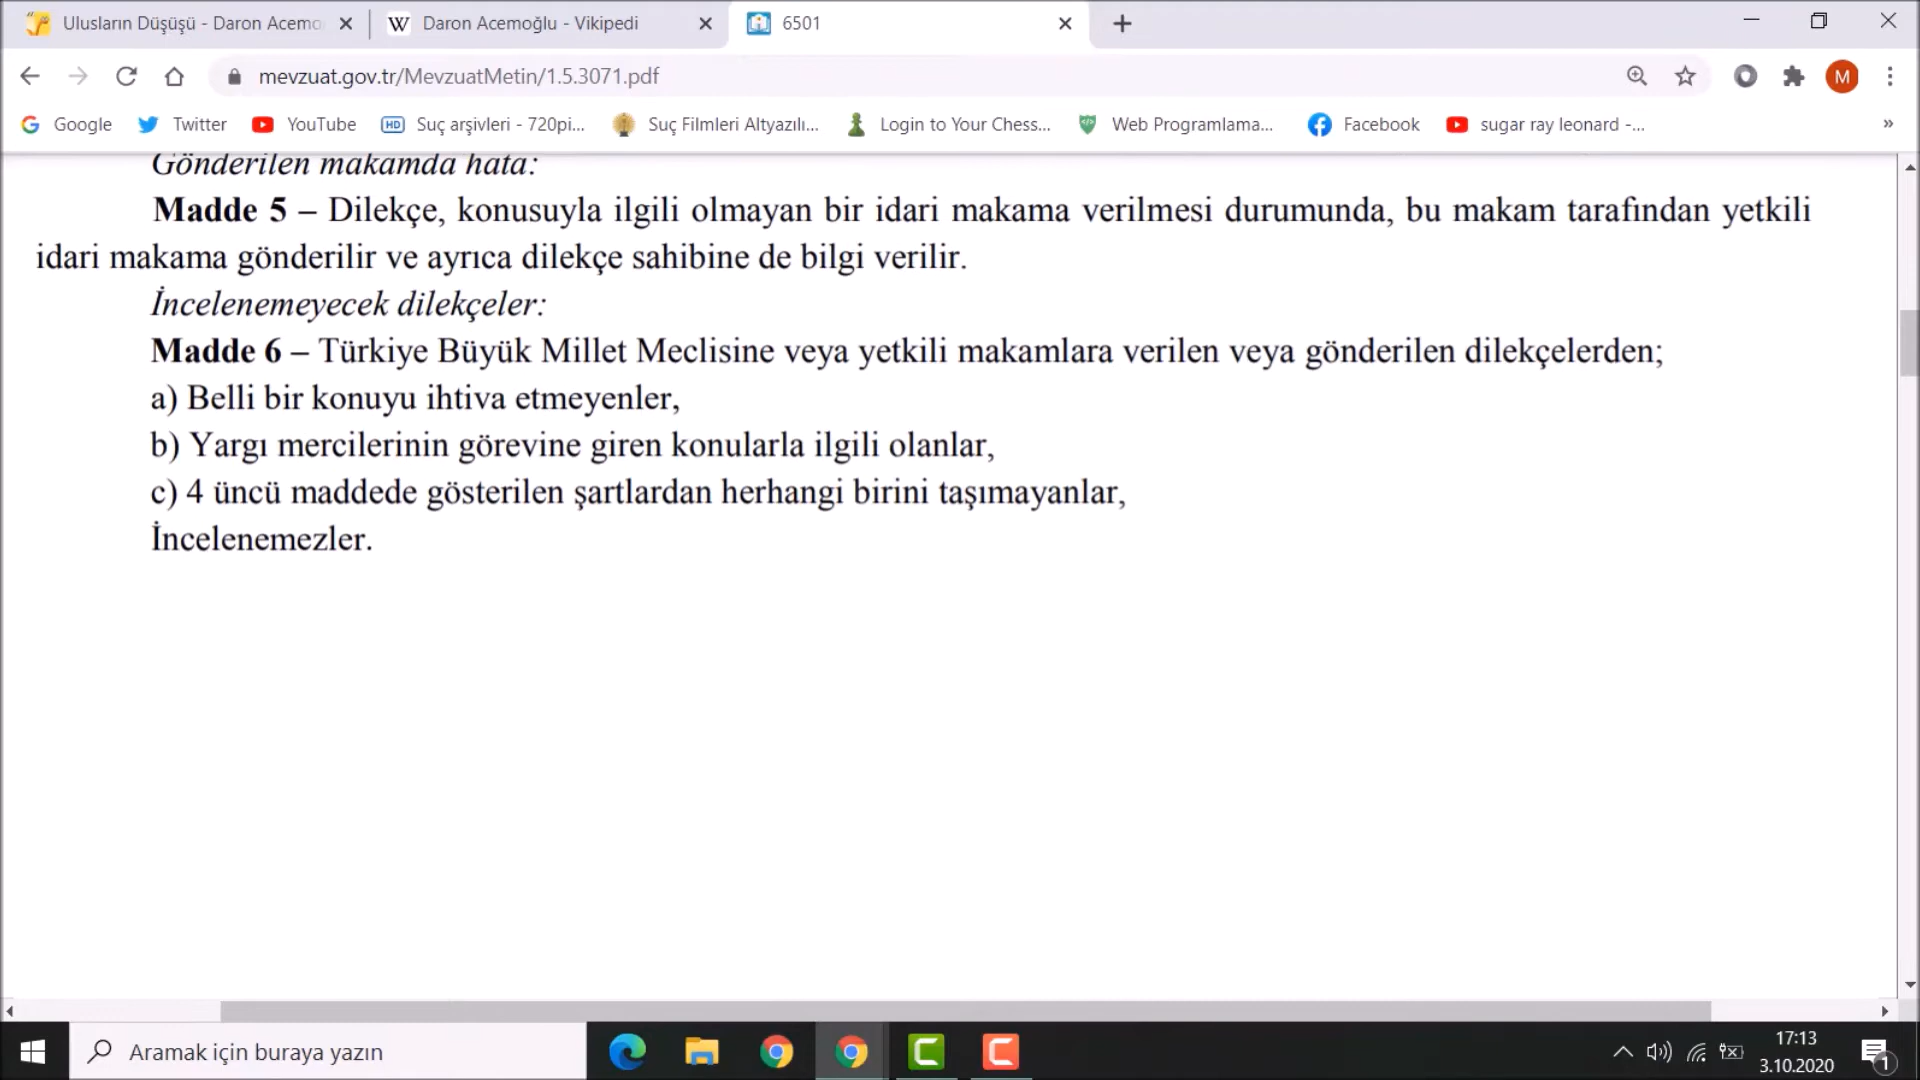 Ulusların Düşüşü - Daron Acemo
Daron Acemoğlu - Vikipedi
6501
mevzuat.gov.tr/MevzuatMetin/1.5.3071.pdf
M
Google
Twitter
YouTube
HD Suç arşivleri - 720pi...
Suç Filmleri Altyazılı...
Login to Your Chess...
Web Programlama...
Facebook
sugar ray leonard -...
»
Gönderilen makamda hata:
Madde 5 – Dilekçe, konusuyla ilgili olmayan bir idari makama verilmesi durumunda, bu makam tarafından yetkili
idari makama gönderilir ve ayrıca dilekçe sahibine de bilgi verilir.
İncelenemeyecek dilekçeler:
Madde 6 – Türkiye Büyük Millet Meclisine veya yetkili makamlara verilen veya gönderilen dilekçelerden;
a) Belli bir konuyu ihtiva etmeyenler,
b) Yargı mercilerinin görevine giren konularla ilgili olanlar,
c) 4 üncü maddede gösterilen şartlardan herhangi birini taşımayanlar,
İncelenemezler.
Aramak için buraya yazın
17:13
3.10.2020
1